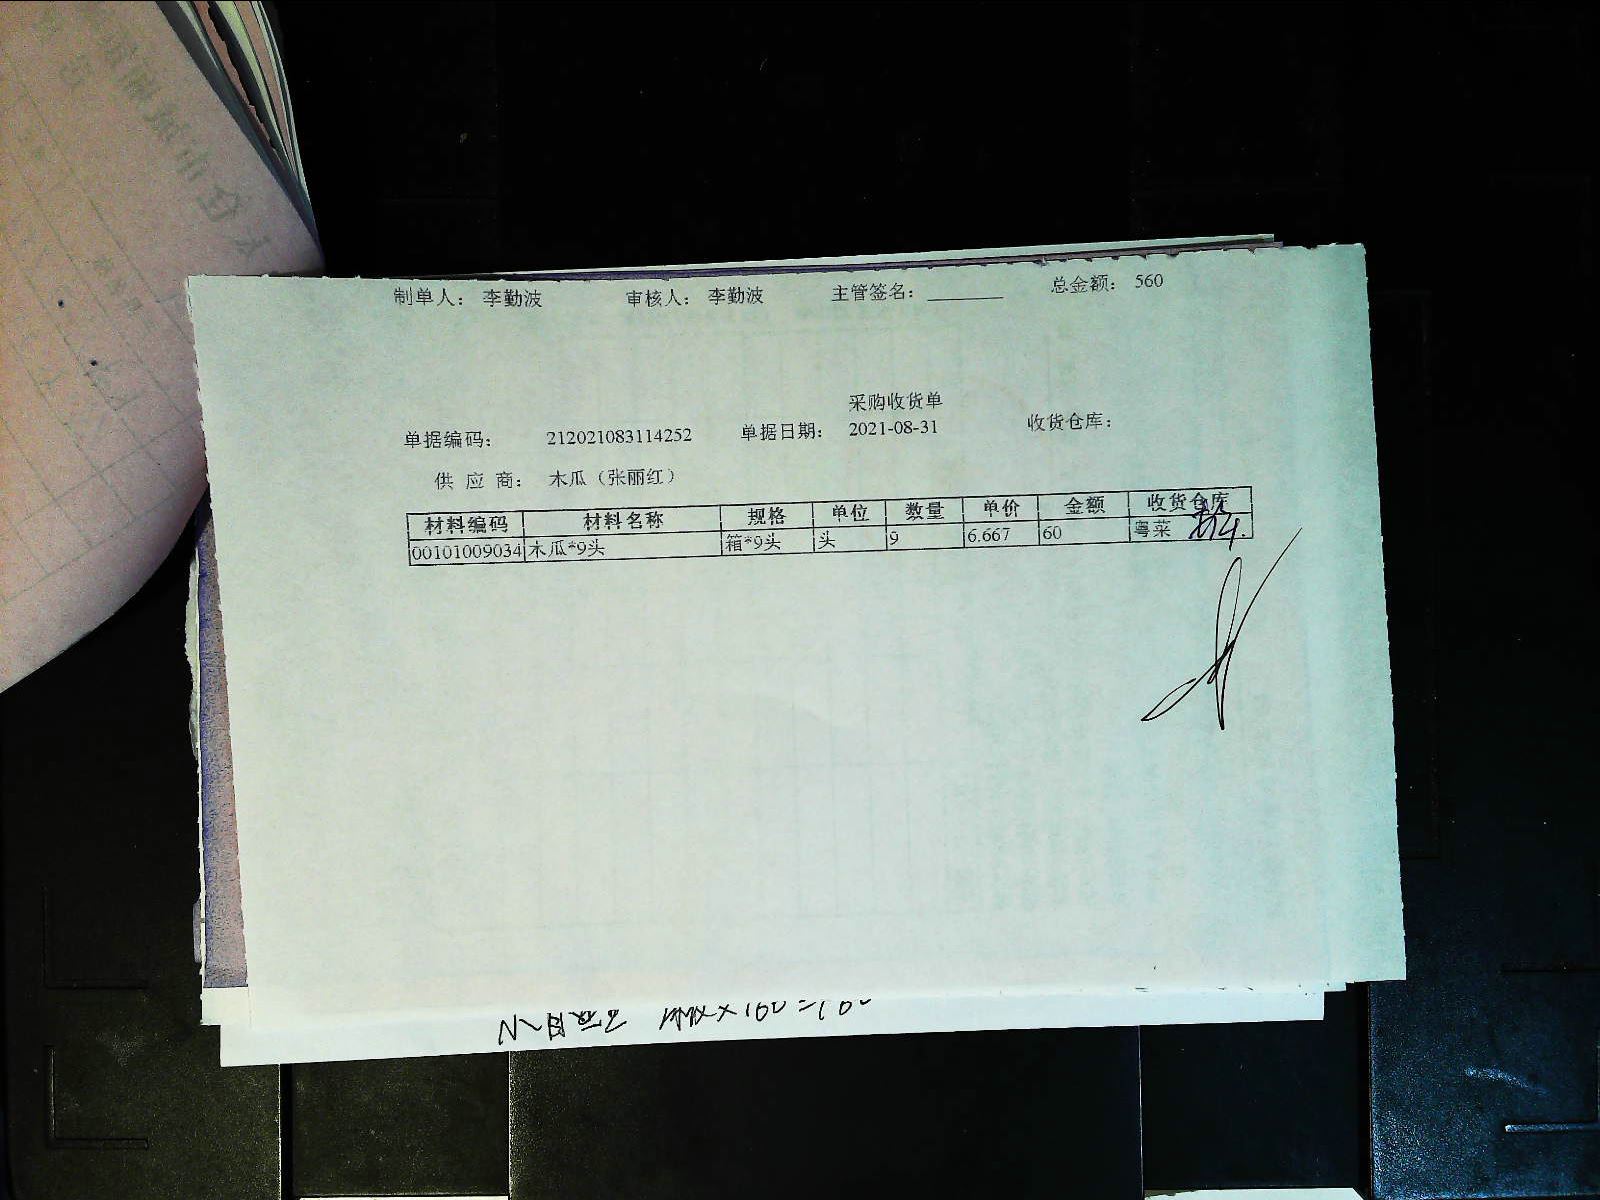 制单人： 李勤波 审核人： 李勤波 主管签名：_______ 总金额： 560
采购收货单
单据编码： 212021083114252 单据日期： 2021-08-31 收货仓库：
供 应 商： 木瓜（张丽红）
材料编码 材料名称 规格 单位 数量 单价 金额 收货仓库
00101009034 木瓜*9头 箱*9头 头 9 6.667 60 粤菜